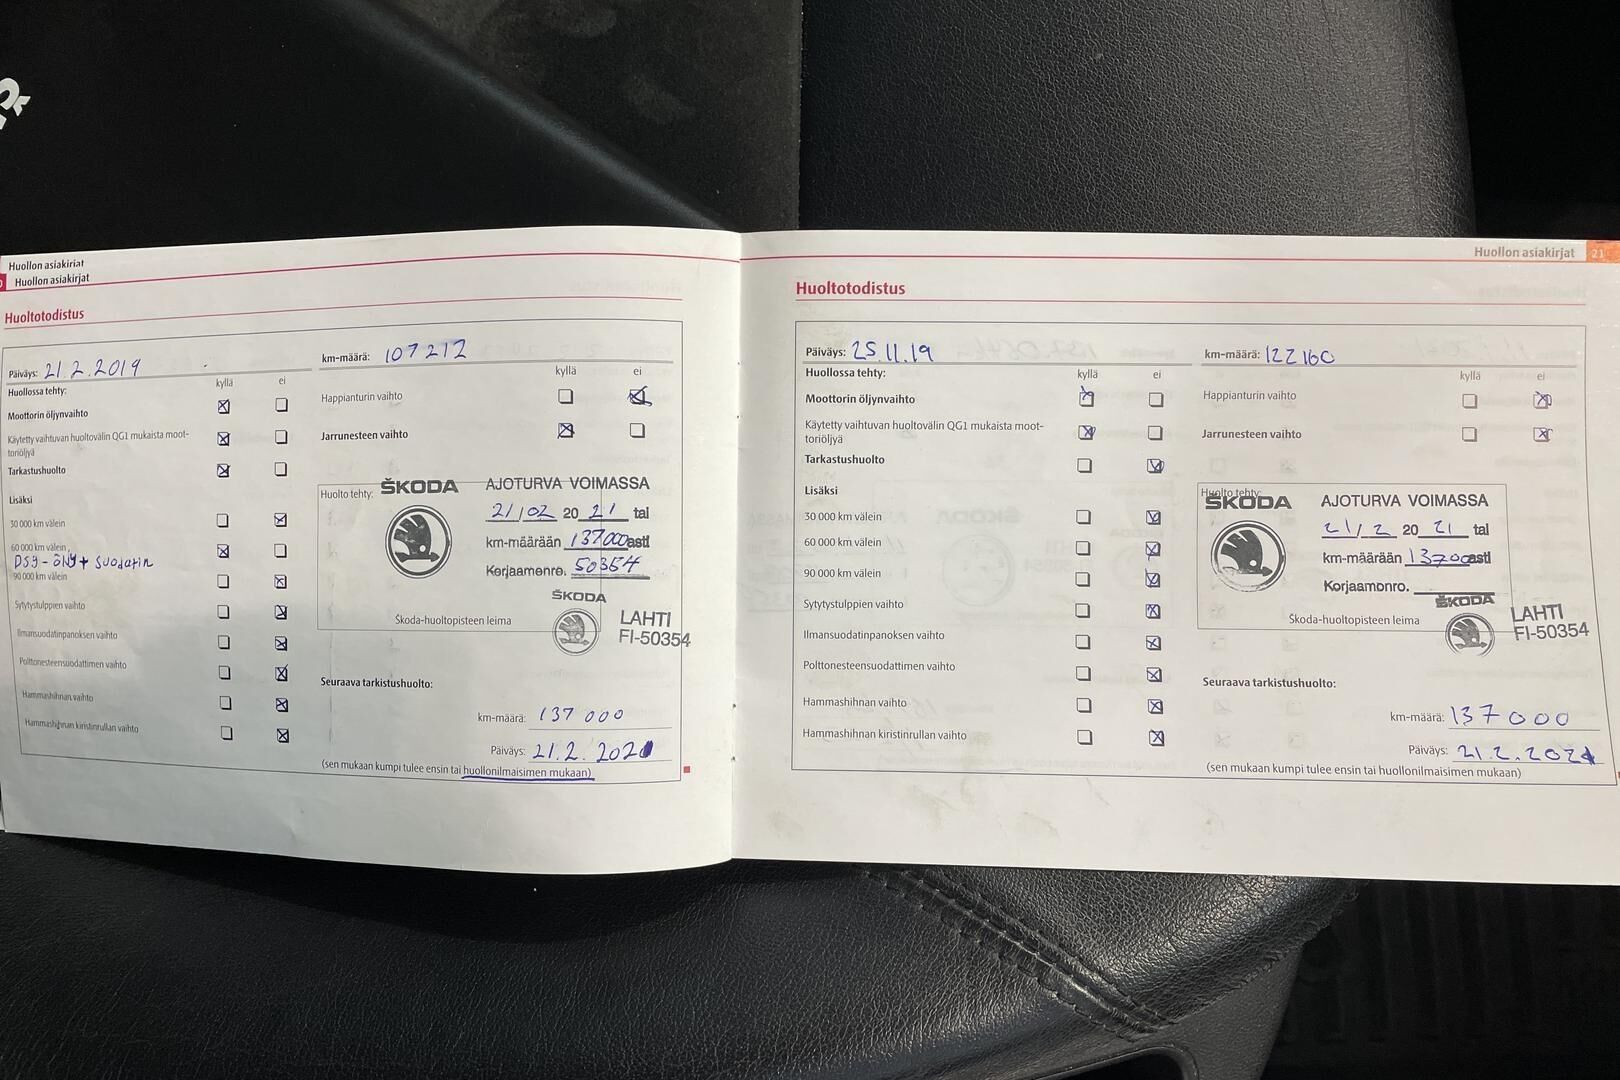 Huollon asiakirjat
Huollon asiakirjat
Huoltotodistus
Päiväys: 21.2.2019
km-määrä: 107212
Huollossa tehty:
kyllä
ei
Moottorin öljynvaihto
Käytetty vaihtuvan huoltovälin QG1 mukaista moot-
toriöljyä
Tarkastushuolto
Lisäksi
30 000 km välein
60 000 km välein
DSG-öljy + suodatin
90 000 km välein
Sytytystulppien vaihto
Ilmansuodatinpanoksen vaihto
Polttonesteensuodattimen vaihto
Hammashihnan vaihto
Hammashihnan kiristinrullan vaihto
kyllä
ei
Happianturin vaihto
Jarrunesteen vaihto
Huolto tehty:
ŠKODA
AJOTURVA VOIMASSA
21/02 2021 tai
km-määrään 137000 asti
Korjaamonro. 50354
Škoda-huoltopisteen leima
ŠKODA
LAHTI
FI-50354
Seuraava tarkistushuolto:
km-määrä: 137 000
Päiväys: 21.2.2021
(sen mukaan kumpi tulee ensin tai huollonilmaisimen mukaan)
Huollon asiakirjat
21
Huoltotodistus
Päiväys: 25.11.19
km-määrä: 122160
Huollossa tehty:
kyllä
ei
Moottorin öljynvaihto
Käytetty vaihtuvan huoltovälin QG1 mukaista moot-
toriöljyä
Tarkastushuolto
Lisäksi
30 000 km välein
60 000 km välein
90 000 km välein
Sytytystulppien vaihto
Ilmansuodatinpanoksen vaihto
Polttonesteensuodattimen vaihto
Hammashihnan vaihto
Hammashihnan kiristinrullan vaihto
kyllä
ei
Happianturin vaihto
Jarrunesteen vaihto
Huolto tehty:
ŠKODA
AJOTURVA VOIMASSA
21/2 2021 tai
km-määrään 137000 asti
Korjaamonro.
Škoda-huoltopisteen leima
ŠKODA
LAHTI
FI-50354
Seuraava tarkistushuolto:
km-määrä: 137000
Päiväys: 21.2.2021
(sen mukaan kumpi tulee ensin tai huollonilmaisimen mukaan)